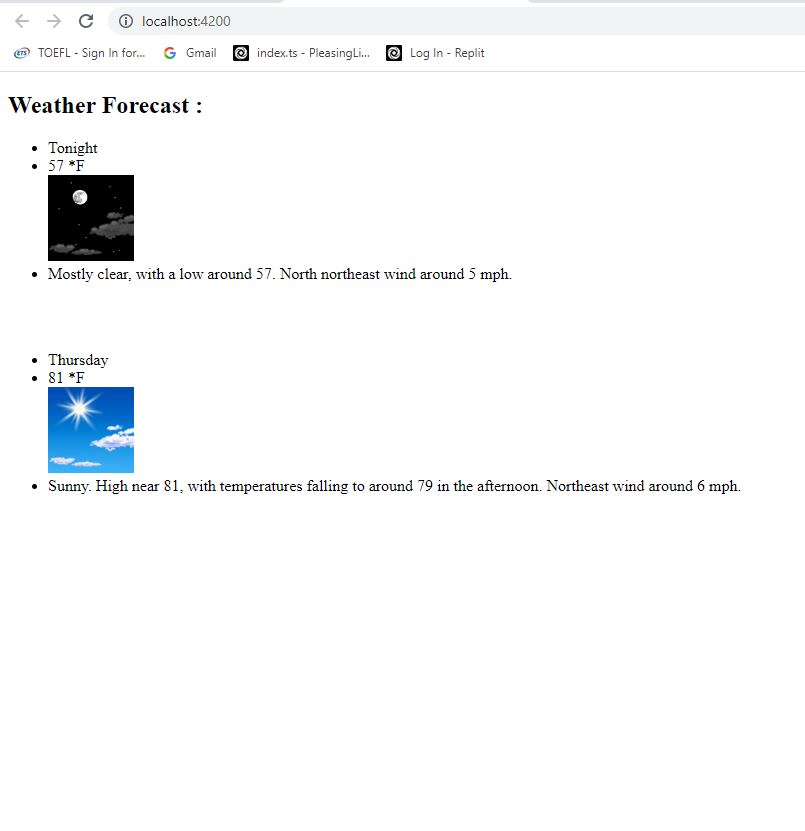 localhost:4200
ETS TOEFL - Sign In for... Gmail index.ts - PleasingLi... Log In - Replit
Weather Forecast :
Tonight
57 *F
Mostly clear, with a low around 57. North northeast wind around 5 mph.
Thursday
81 *F
Sunny. High near 81, with temperatures falling to around 79 in the afternoon. Northeast wind around 6 mph.